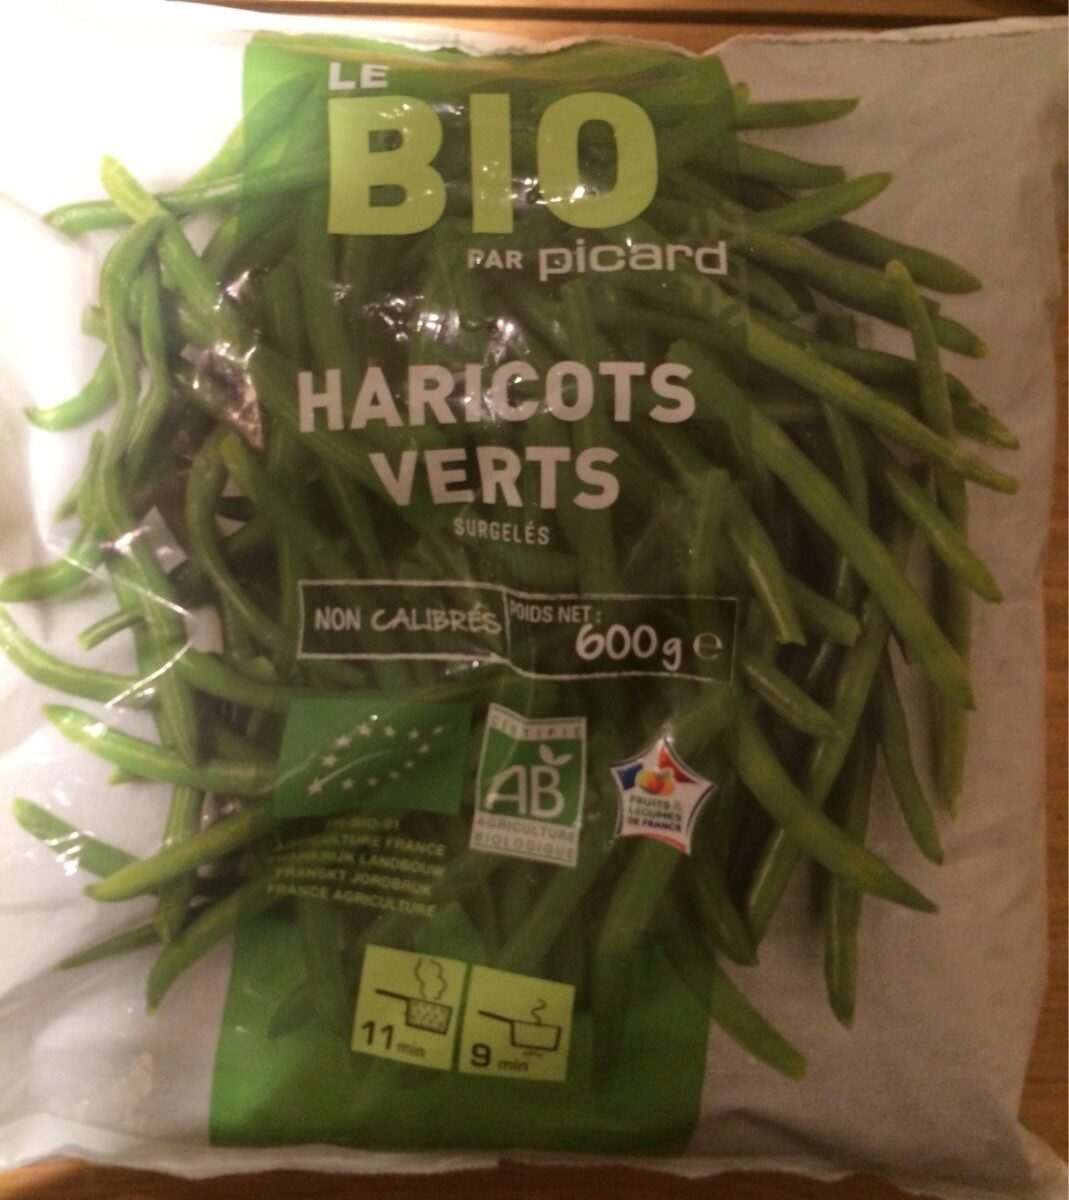 LE
BIO
PAR picard
HARICOTS
VERTS
SURGELÉS
NON CALIBRÉS
POIDS NET :
600g e
CERTIFIÉ
AB
AGRICULTURE
BIOLOGIQUE
FRUITS &
LÉGUMES
DE FRANCE
AGRICULTURE FRANCE
FRANKRIJK LANDBOUW
FRANSKT JORDBRUK
FRANCE AGRICULTURE
11 min
9 min